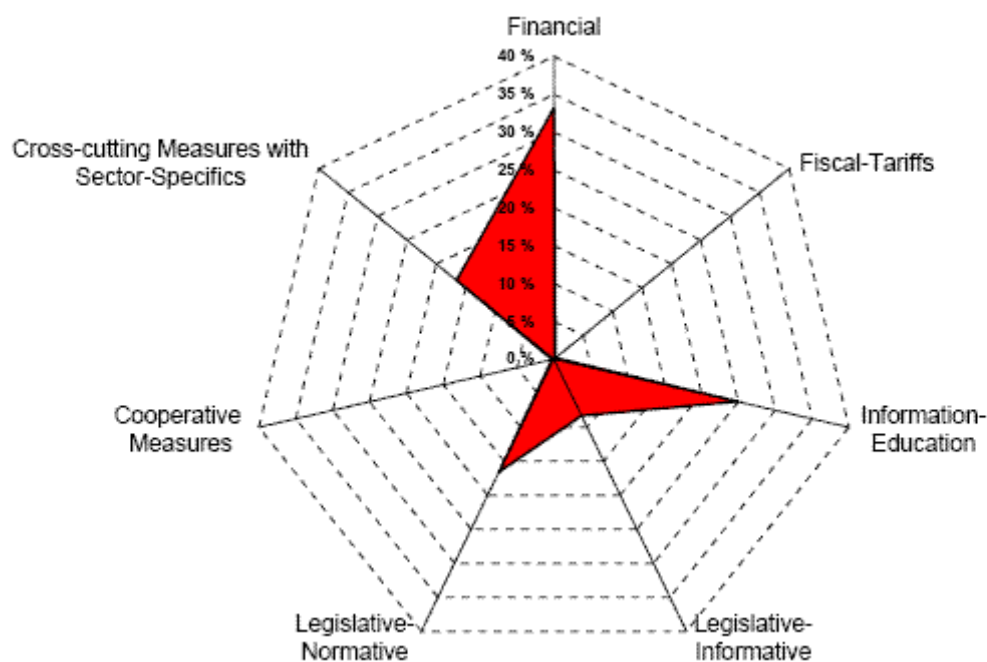 Financial
40 %
35 %
30 %
25 %
20 %
15 %
10 %
5 %
0 %
Cross-cutting Measures with
Sector-Specifics
Fiscal-Tariffs
Cooperative
Measures
Information-
Education
Legislative-
Normative
Legislative-
Informative